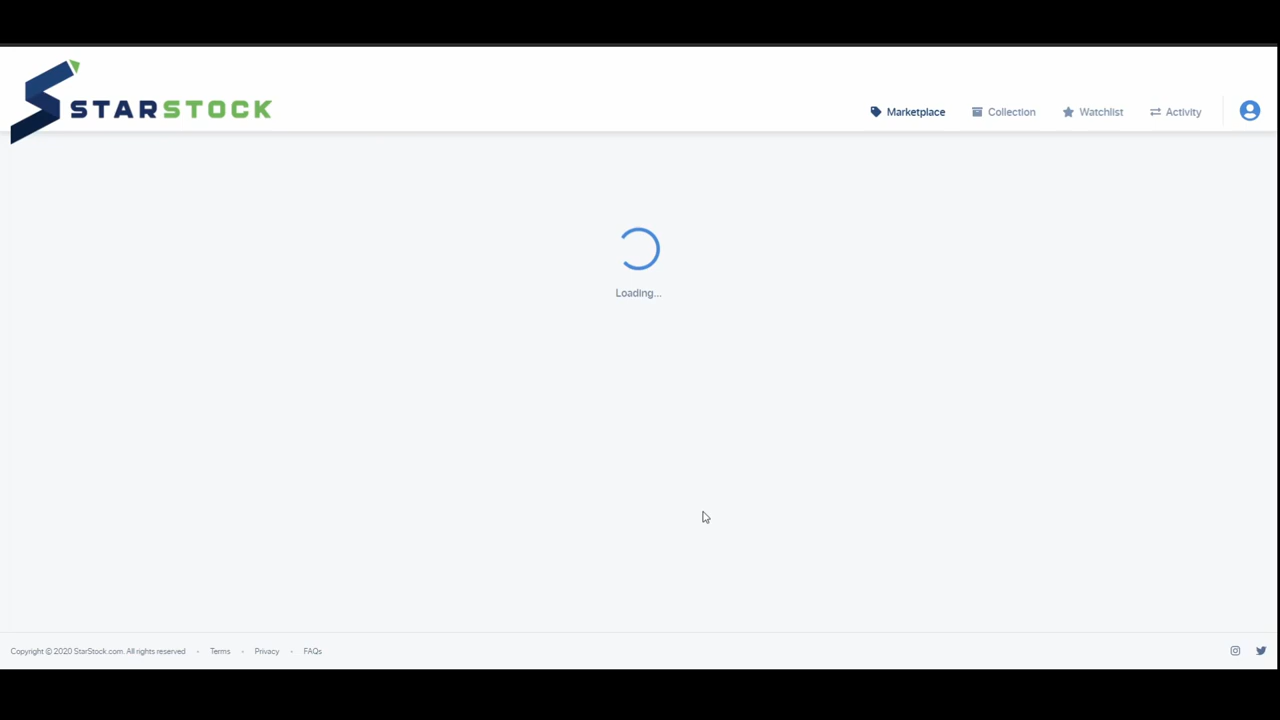 STARSTOCK
Marketplace
Collection
Watchlist
Activity
Loading...
Copyright © 2020 StarStock.com. All rights reserved • Terms • Privacy • FAQs